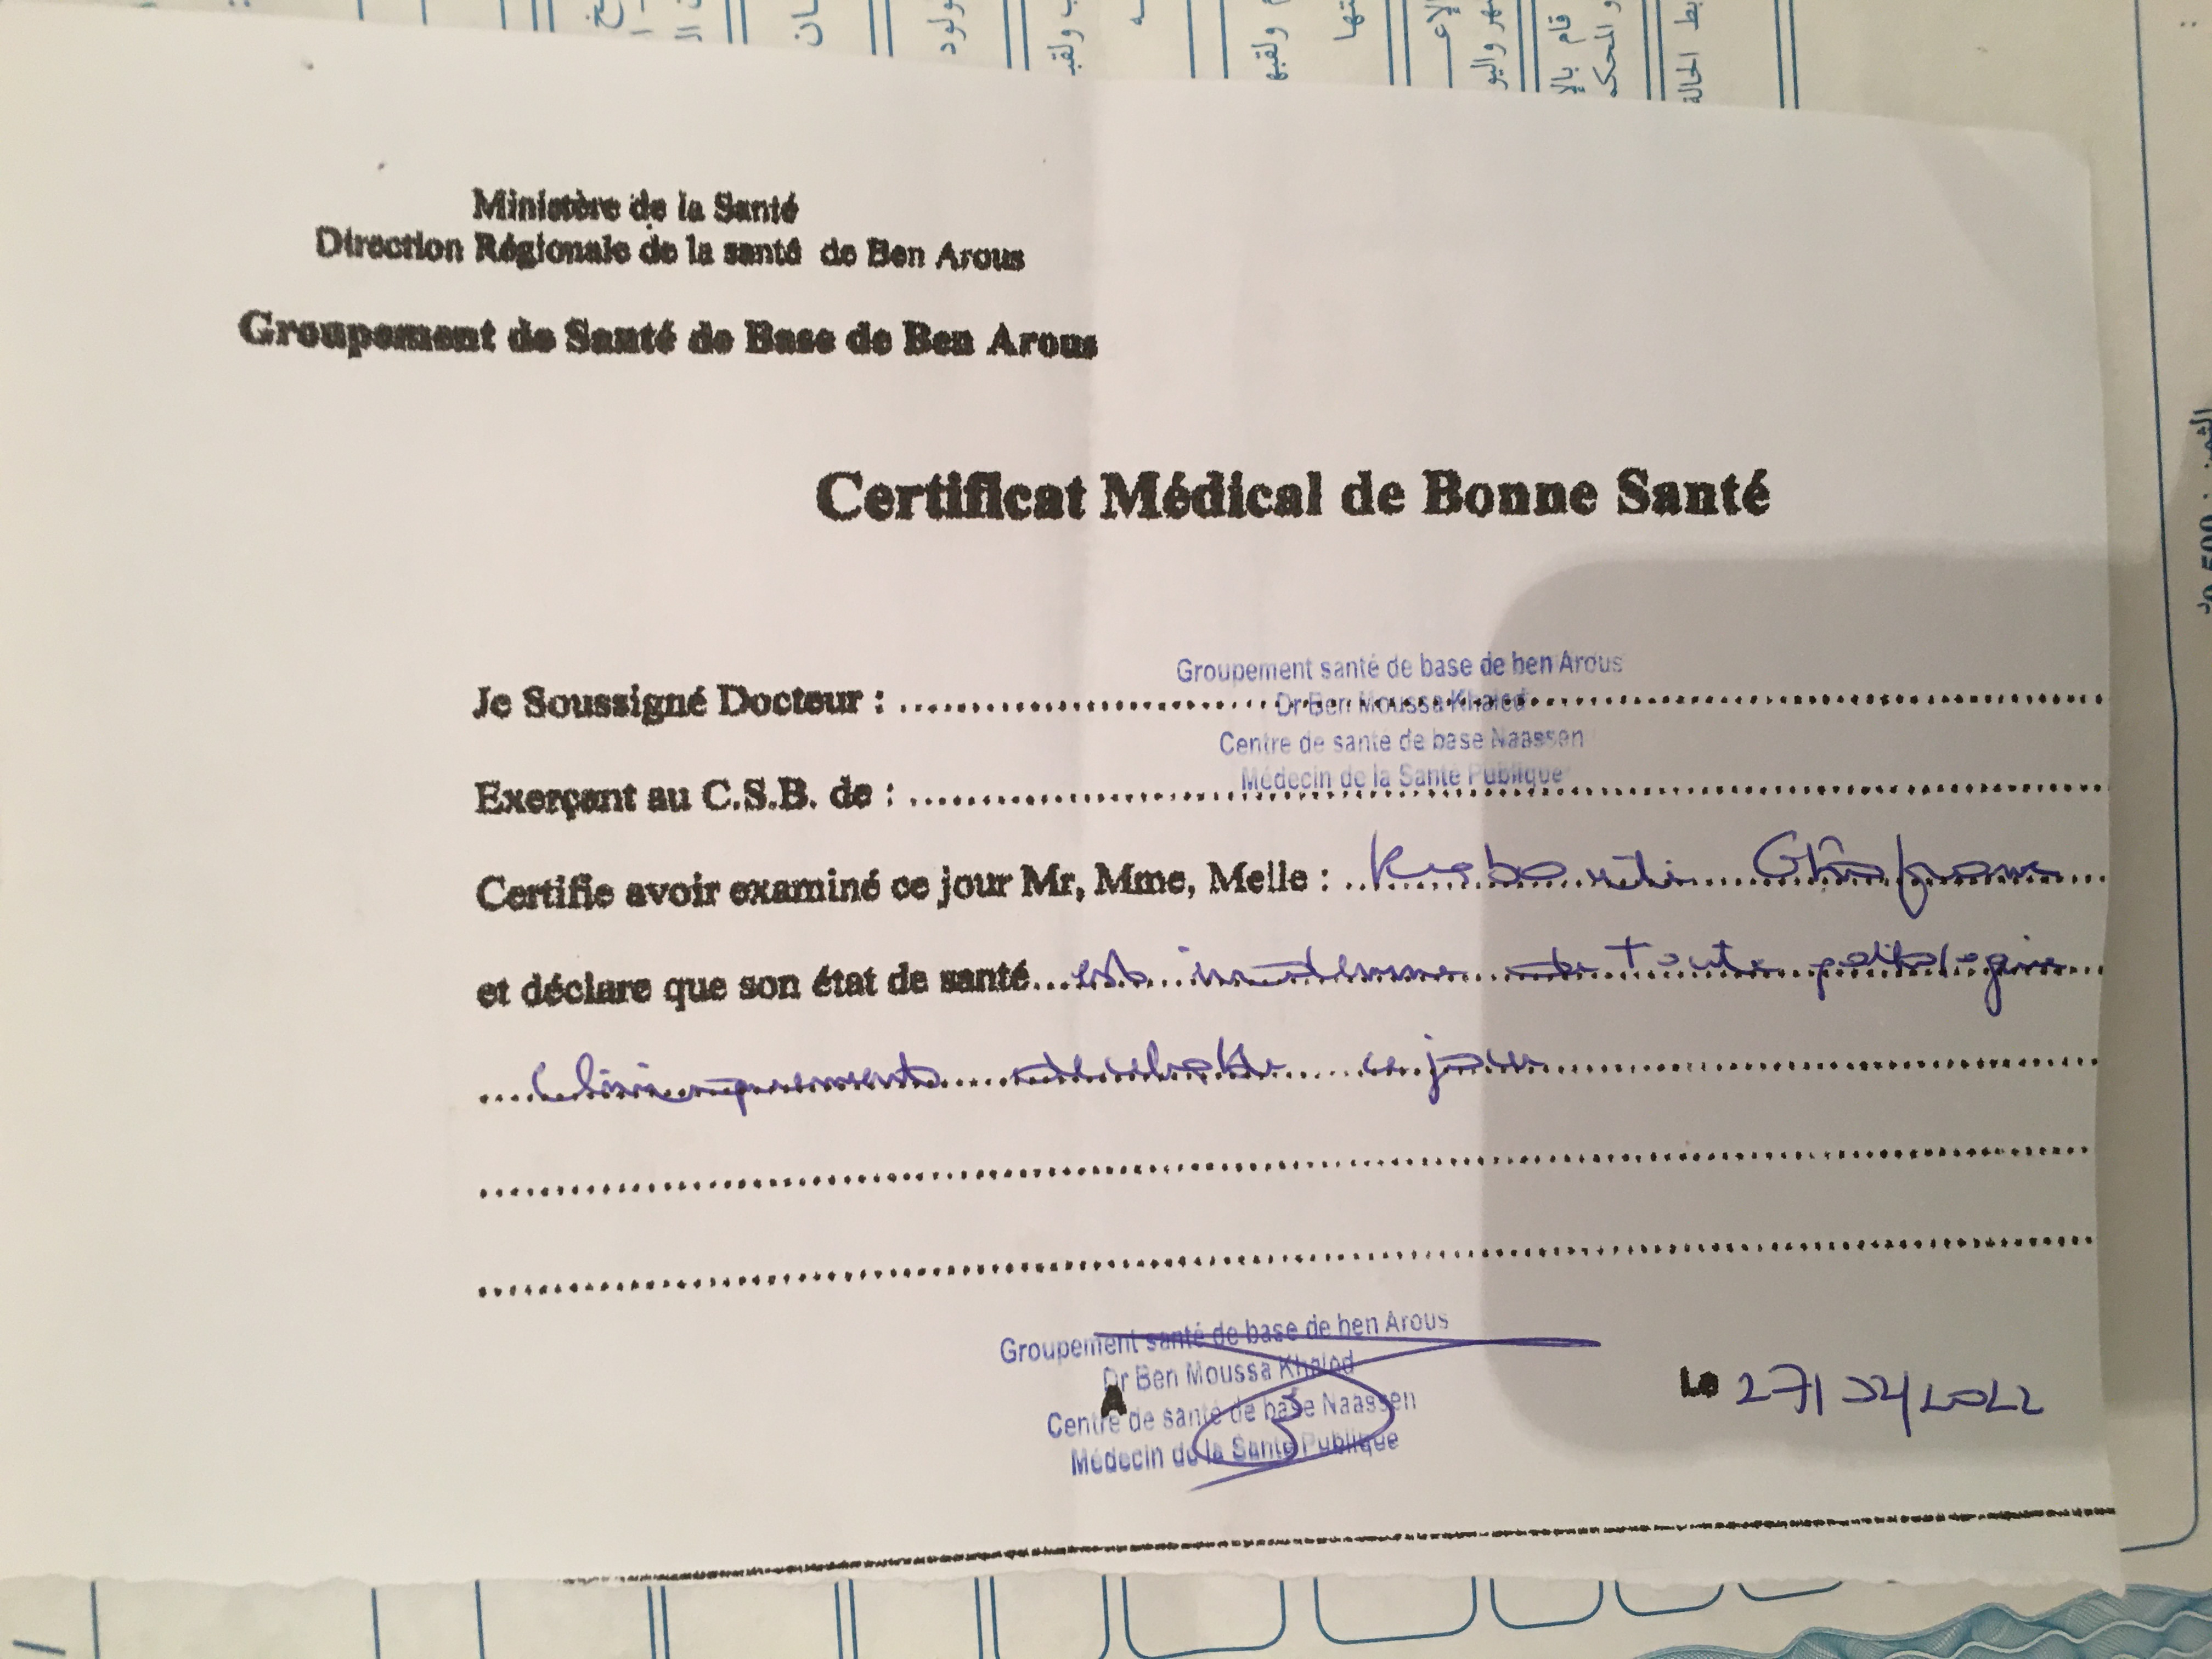 Ministère de la Santé
Direction Régionale de la santé de Ben Arous
Groupement de Santé de Base de Ben Arous
Certificat Médical de Bonne Santé
Groupement santé de base de ben Arous
Je Soussigné Docteur : Dr Ben Moussa Khaled
Centre de santé de base Naassen
Médecin de la Santé Publique
Exerçant au C.S.B. de :
Certifie avoir examiné ce jour Mr, Mme, Melle :
et déclare que son état de santé est indemne de toute pathologie
Cliniquement décelable ce jour
Groupement santé de base de ben Arous
Dr Ben Moussa Khaled
A
Centre de santé de base Naassen
Médecin de la Santé Publique
Le 27/04/2022